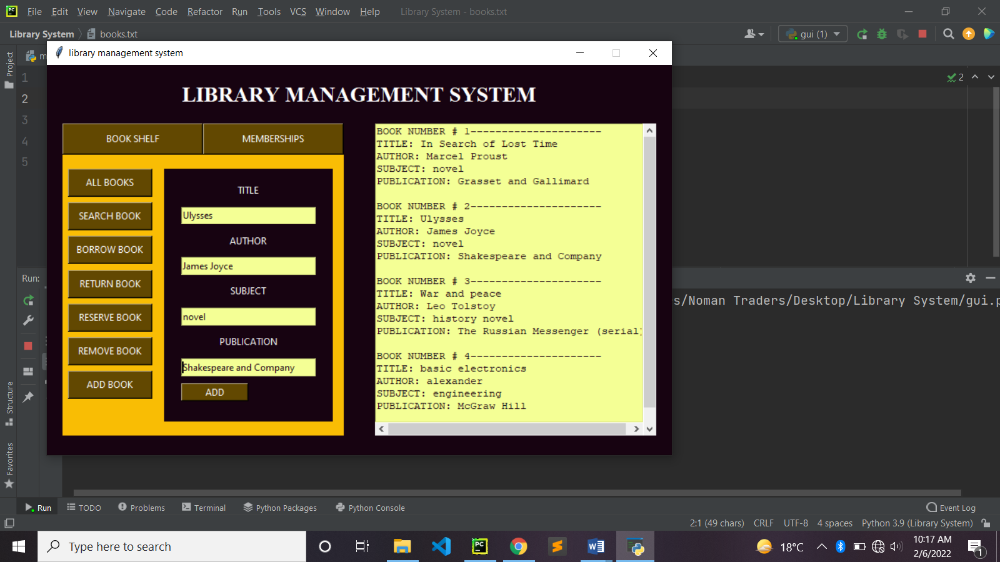 PC File Edit View Navigate Code Refactor Run Tools VCS Window Help Library System - books.txt
Library System books.txt gui (1)
library management system
Project
1
2
3
4
5
2
LIBRARY MANAGEMENT SYSTEM
BOOK SHELF MEMBERSHIPS
ALL BOOKS
SEARCH BOOK
BORROW BOOK
RETURN BOOK
RESERVE BOOK
REMOVE BOOK
ADD BOOK
TITLE
Ulysses
AUTHOR
James Joyce
SUBJECT
novel
PUBLICATION
Shakespeare and Company
ADD
BOOK NUMBER # 1---------------------
TITLE: In Search of Lost Time
AUTHOR: Marcel Proust
SUBJECT: novel
PUBLICATION: Grasset and Gallimard
BOOK NUMBER # 2---------------------
TITLE: Ulysses
AUTHOR: James Joyce
SUBJECT: novel
PUBLICATION: Shakespeare and Company
BOOK NUMBER # 3---------------------
TITLE: War and peace
AUTHOR: Leo Tolstoy
SUBJECT: history novel
PUBLICATION: The Russian Messenger (serial)
BOOK NUMBER # 4---------------------
TITLE: basic electronics
AUTHOR: alexander
SUBJECT: engineering
PUBLICATION: McGraw Hill
Run:
s/Noman Traders/Desktop/Library System/gui.p
Structure
Favorites
Run TODO Problems Terminal Python Packages Python Console Event Log
2:1 (49 chars) CRLF UTF-8 4 spaces Python 3.9 (Library System)
Type here to search
PC
18°C
10:17 AM
2/6/2022
1